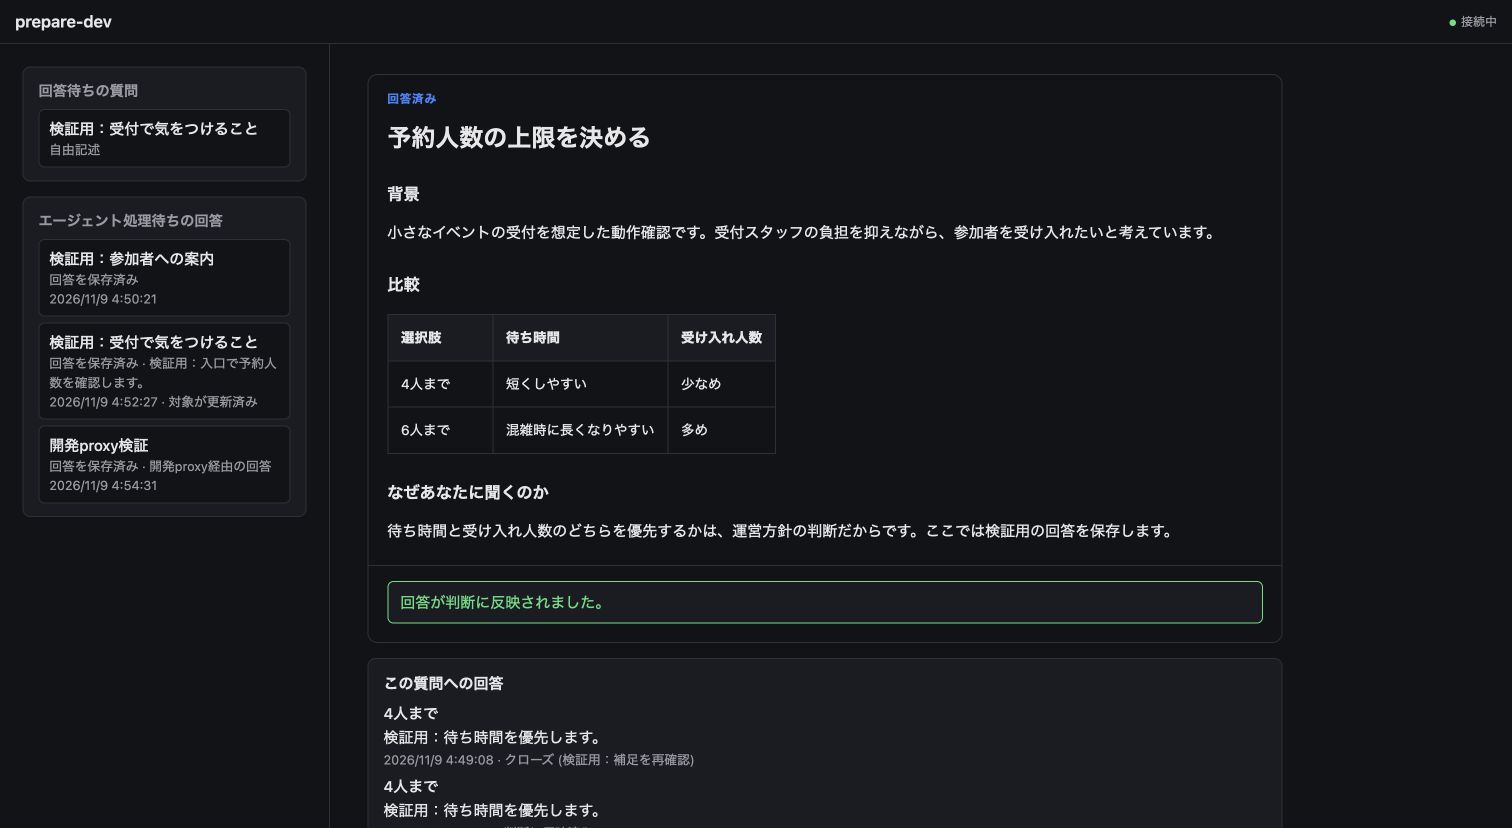 prepare-dev
接続中
回答待ちの質問
検証用：受付で気をつけること
自由記述
エージェント処理待ちの回答
検証用：参加者への案内
回答を保存済み
2026/11/9 4:50:21
検証用：受付で気をつけること
回答を保存済み · 検証用：入口で予約人
数を確認します。
2026/11/9 4:52:27 · 対象が更新済み
開発proxy検証
回答を保存済み · 開発proxy経由の回答
2026/11/9 4:54:31
回答済み
予約人数の上限を決める
背景
小さなイベントの受付を想定した動作確認です。受付スタッフの負担を抑えながら、参加者を受け入れたいと考えています。
比較
選択肢 待ち時間 受け入れ人数
4人まで 短くしやすい 少なめ
6人まで 混雑時に長くなりやすい 多め
なぜあなたに聞くのか
待ち時間と受け入れ人数のどちらを優先するかは、運営方針の判断だからです。ここでは検証用の回答を保存します。
回答が判断に反映されました。
この質問への回答
4人まで
検証用：待ち時間を優先します。
2026/11/9 4:49:08 · クローズ (検証用：補足を再確認)
4人まで
検証用：待ち時間を優先します。